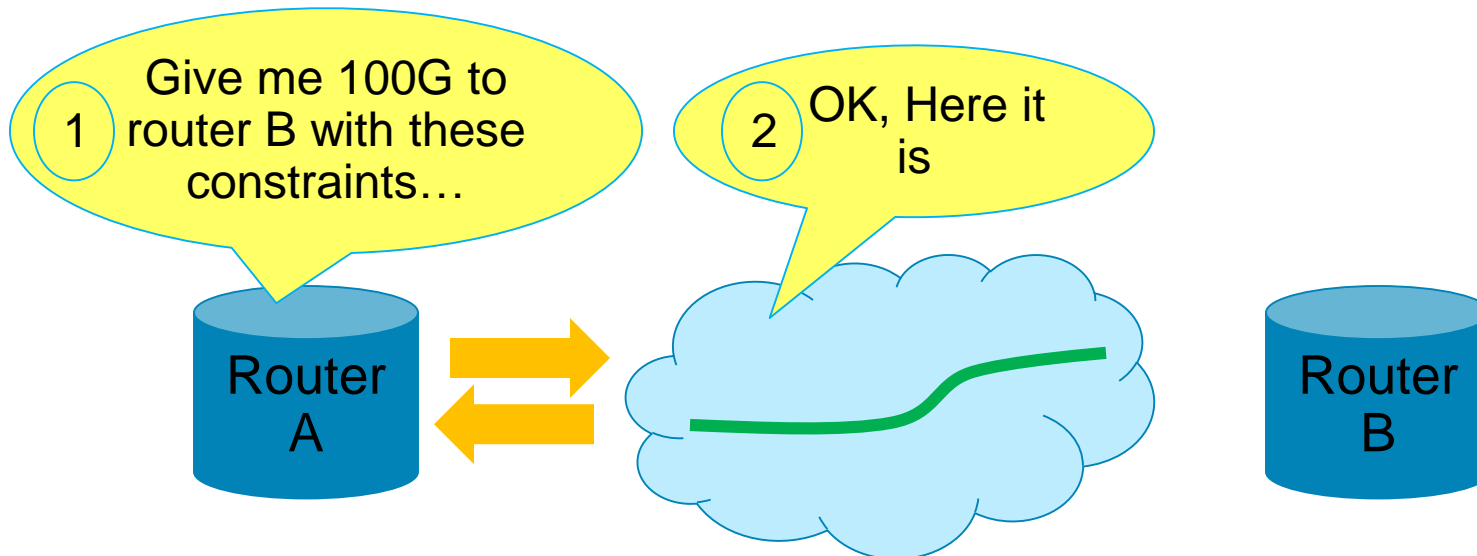 1
Give me 100G to
router B with these
constraints…
2
OK, Here it
is
Router
A
Router
B